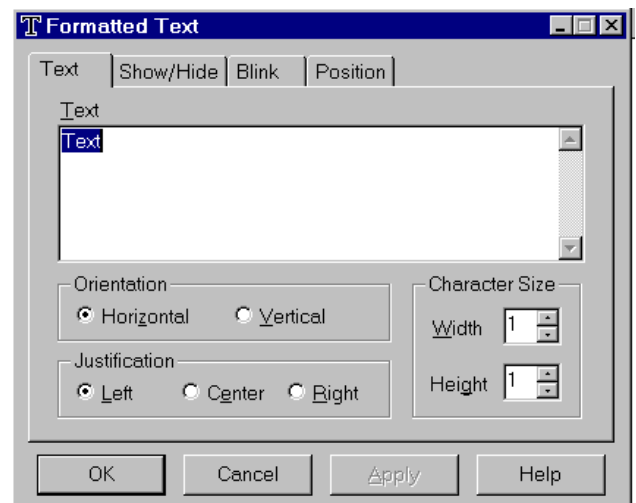 T Formatted Text
Text Show/Hide Blink Position
Text
Text
Orientation
Horizontal Vertical
Justification
Left Center Right
Character Size
Width 1
Height 1
OK Cancel Apply Help